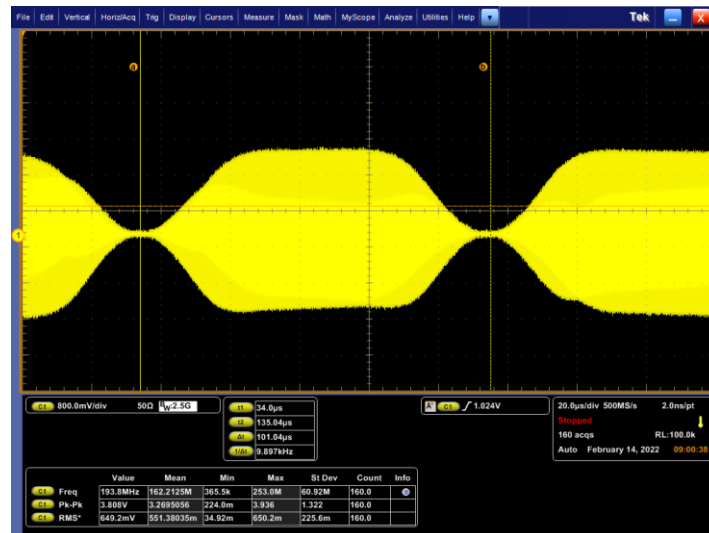 File Edit Vertical Horiz/Acq Trig Display Cursors Measure Mask Math MyScope Analyze Utilities Help Tek X
a b
1
C1 800.0mV/div 50Ω BW:2.5G
t1 34.0µs
t2 135.04µs
Δt 101.04µs
1/Δt 9.897kHz
A' C1 1.024V
20.0µs/div 500MS/s 2.0ns/pt
Stopped
160 acqs RL:100.0k
Auto February 14, 2022 09:00:38
Value Mean Min Max St Dev Count Info
C1 Freq 193.8MHz 162.2125M 365.5k 253.0M 60.92M 160.0
C1 Pk-Pk 3.808V 3.2695056 224.0m 3.936 1.322 160.0
C1 RMS* 649.2mV 551.38035m 34.92m 650.2m 225.6m 160.0